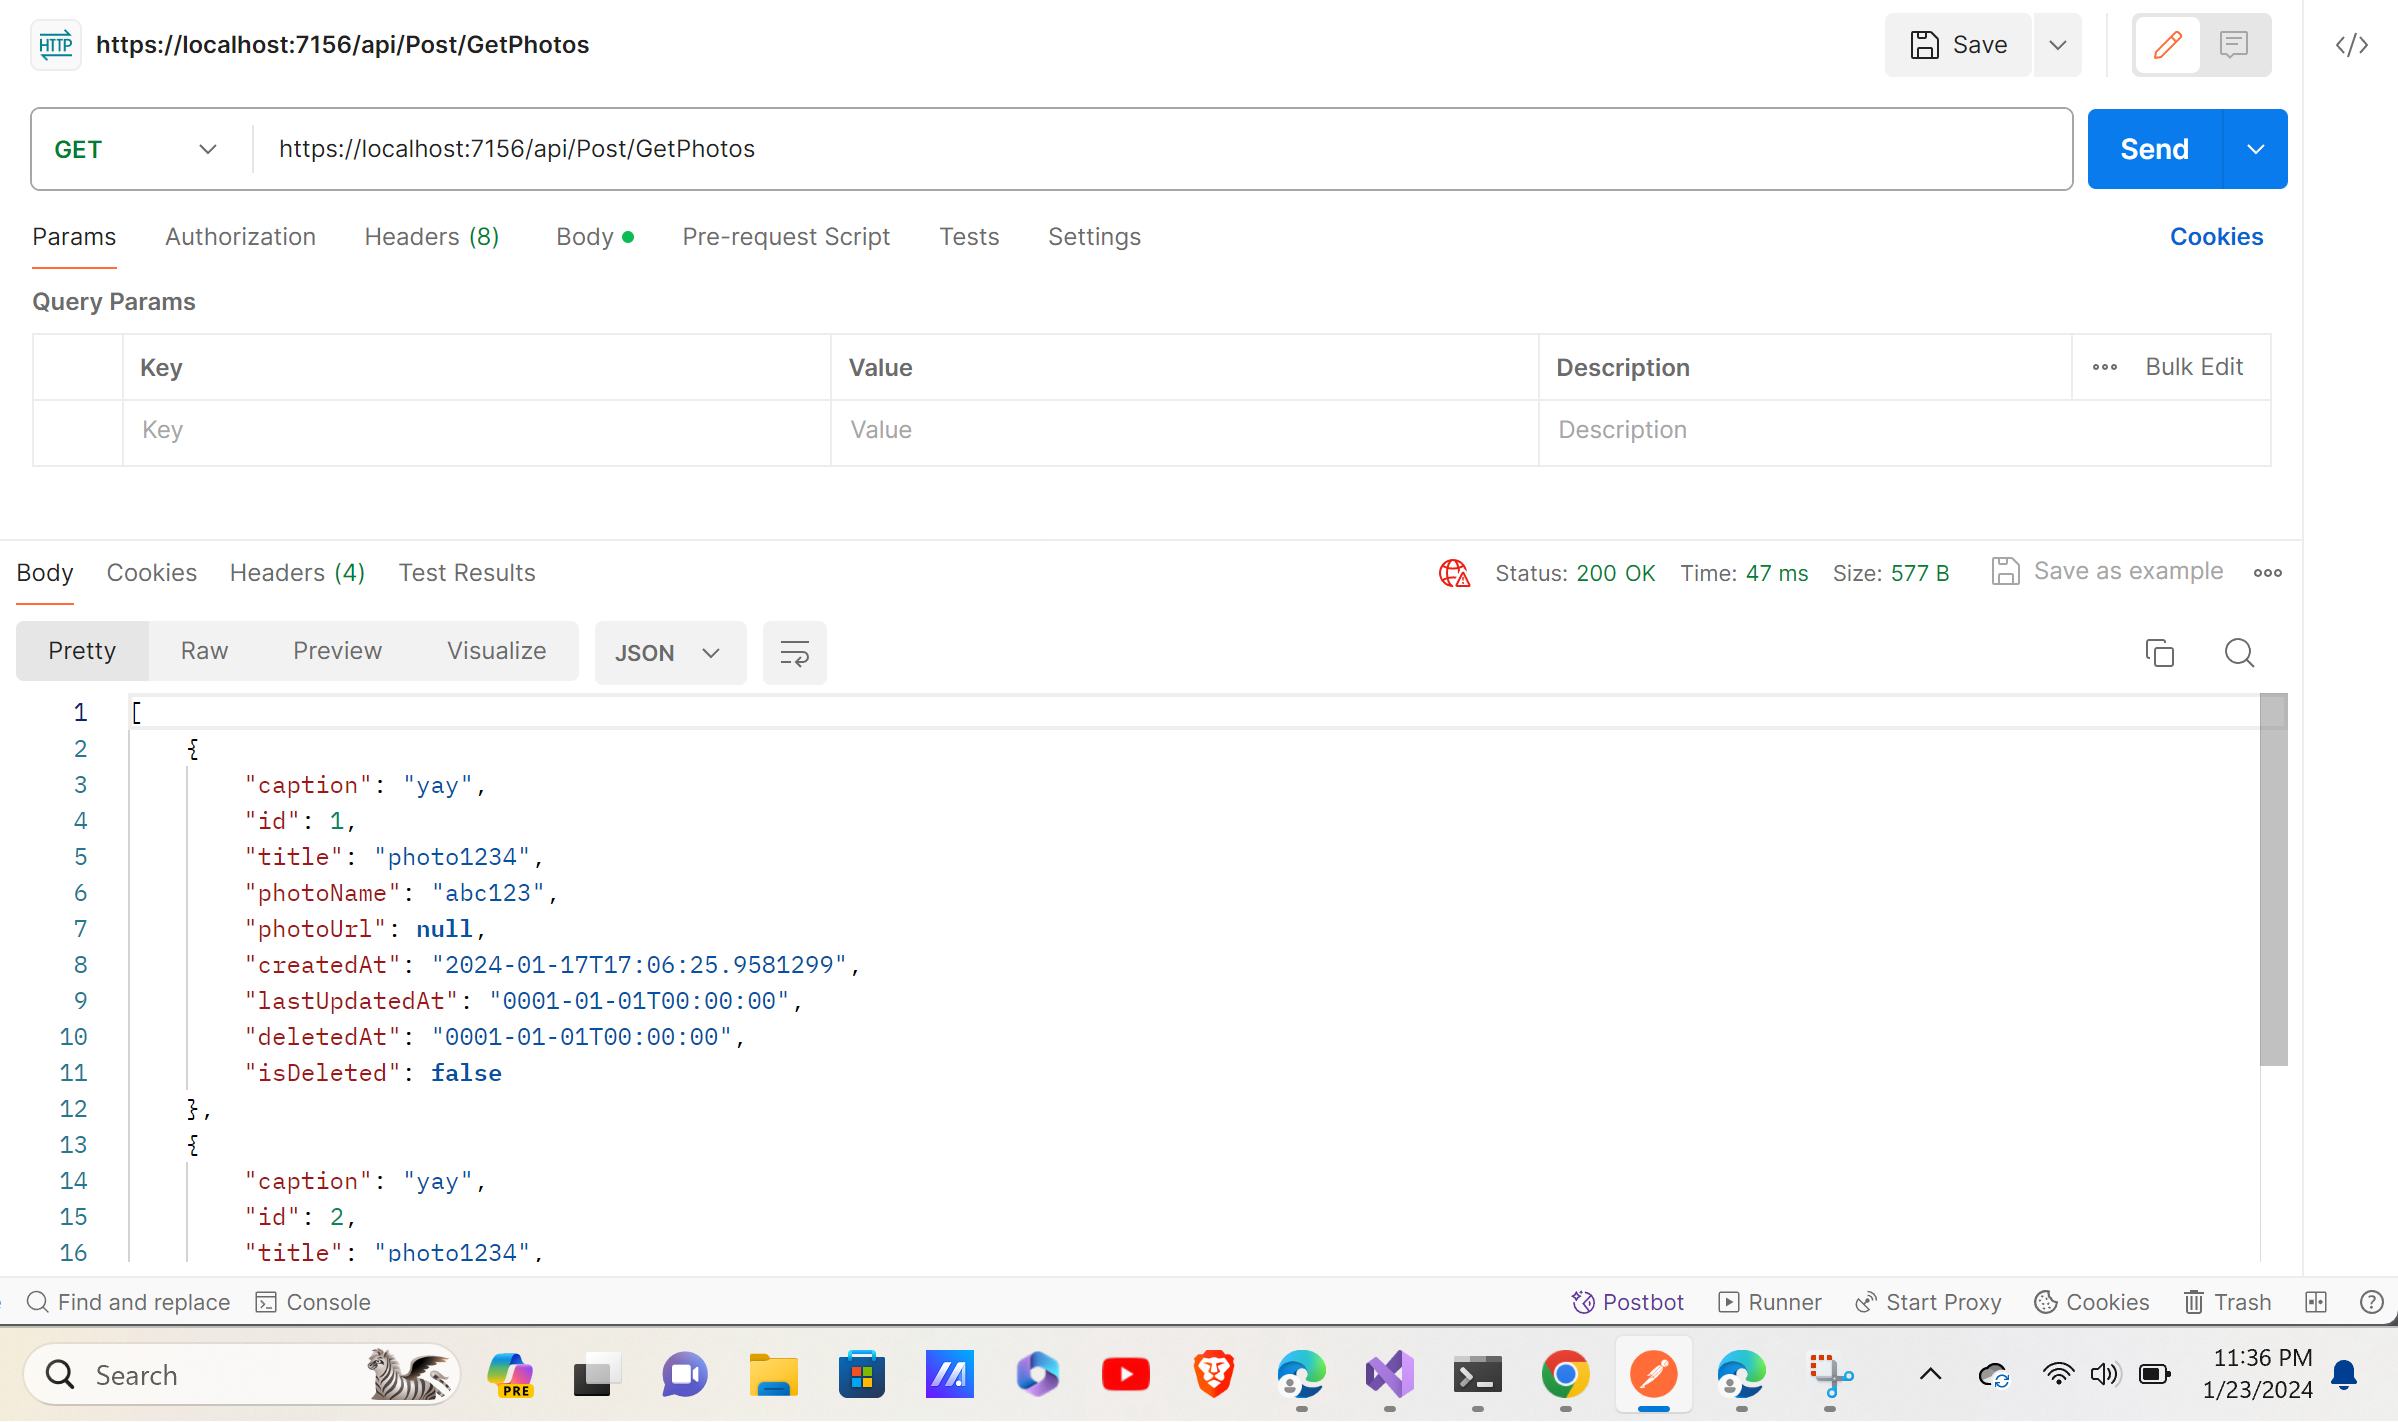 HTTP https://localhost:7156/api/Post/GetPhotos Save
GET https://localhost:7156/api/Post/GetPhotos Send
Params Authorization Headers (8) Body Pre-request Script Tests Settings Cookies
Query Params
Key Value Description Bulk Edit
Key Value Description
Body Cookies Headers (4) Test Results Status: 200 OK Time: 47 ms Size: 577 B Save as example
Pretty Raw Preview Visualize JSON
1 [
2 {
3 "caption": "yay",
4 "id": 1,
5 "title": "photo1234",
6 "photoName": "abc123",
7 "photoUrl": null,
8 "createdAt": "2024-01-17T17:06:25.9581299",
9 "lastUpdatedAt": "0001-01-01T00:00:00",
10 "deletedAt": "0001-01-01T00:00:00",
11 "isDeleted": false
12 },
13 {
14 "caption": "yay",
15 "id": 2,
16 "title": "photo1234",
Find and replace Console Postbot Runner Start Proxy Cookies Trash
Search PRE 11:36 PM
1/23/2024